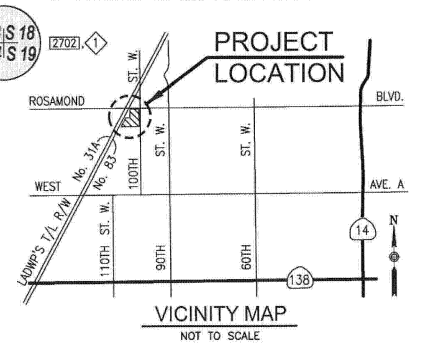 S 18
S 19
2702. 1
PROJECT
LOCATION
ST. W.
ROSAMOND
BLVD.
No. 31A
No. 83
100TH
ST. W.
ST. W.
WEST
AVE. A
LADWP'S T/L R/W
110TH ST. W.
90TH
60TH
14
N
138
VICINITY MAP
NOT TO SCALE